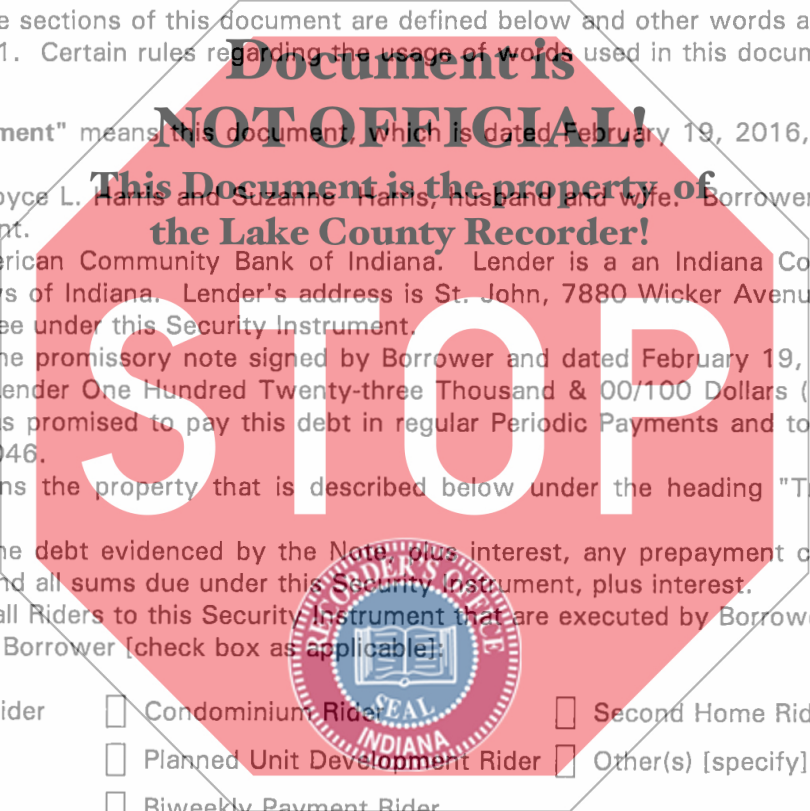 e sections of this document are defined below and other words a
1. Certain rules regarding the usage of words used in this docum
Document is
NOT OFFICIAL!
ment" means this document, which is dated February 19, 2016,
This Document is the property of
oyce L. Harris and Suzanne Harris, husband and wife. Borrower
the Lake County Recorder!
nt.
erican Community Bank of Indiana. Lender is a an Indiana Co
ws of Indiana. Lender's address is St. John, 7880 Wicker Avenu
ee under this Security Instrument.
he promissory note signed by Borrower and dated February 19,
Lender One Hundred Twenty-three Thousand & 00/100 Dollars (
s promised to pay this debt in regular Periodic Payments and to
046.
STOP
ns the property that is described below under the heading "Tr
he debt evidenced by the Note, plus interest, any prepayment c
nd all sums due under this Security Instrument, plus interest.
all Riders to this Security Instrument that are executed by Borrowe
Borrower [check box as applicable]:
RECORDER'S OFFICE
SEAL
INDIANA
ider Condominium Rider Second Home Rid
Planned Unit Development Rider Other(s) [specify]
Biweekly Payment Rider